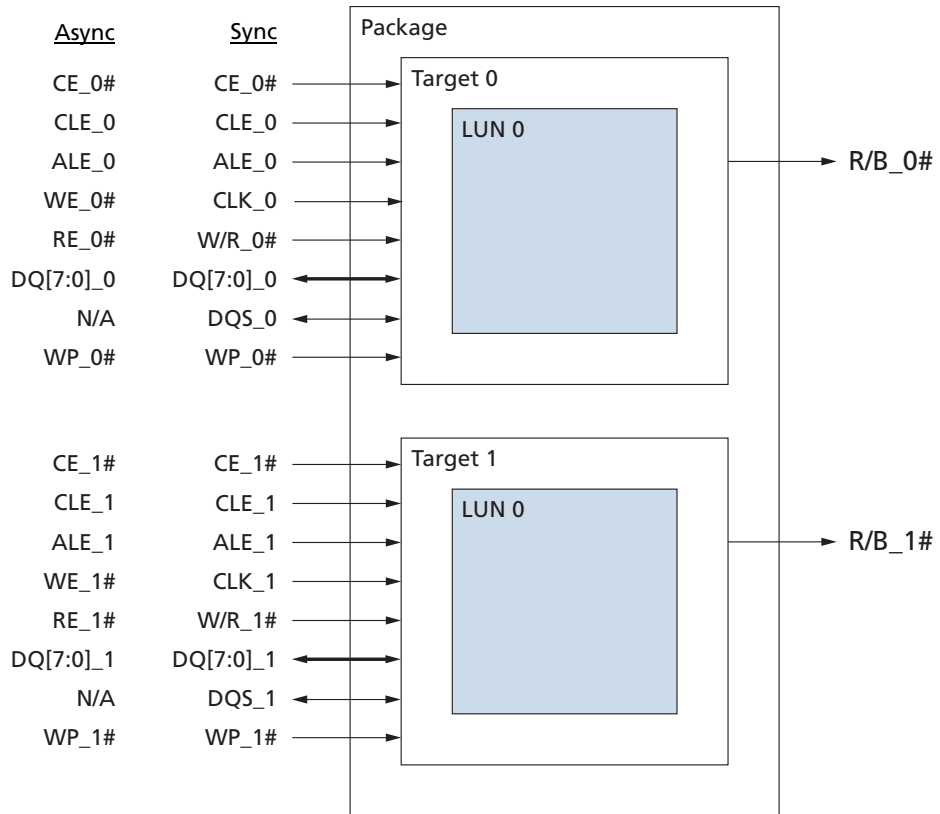 Async Sync Package
CE_0# CE_0# Target 0
CLE_0 CLE_0 LUN 0
ALE_0 ALE_0 R/B_0#
WE_0# CLK_0
RE_0# W/R_0#
DQ[7:0]_0 DQ[7:0]_0
N/A DQS_0
WP_0# WP_0#
CE_1# CE_1# Target 1
CLE_1 CLE_1 LUN 0
ALE_1 ALE_1 R/B_1#
WE_1# CLK_1
RE_1# W/R_1#
DQ[7:0]_1 DQ[7:0]_1
N/A DQS_1
WP_1# WP_1#